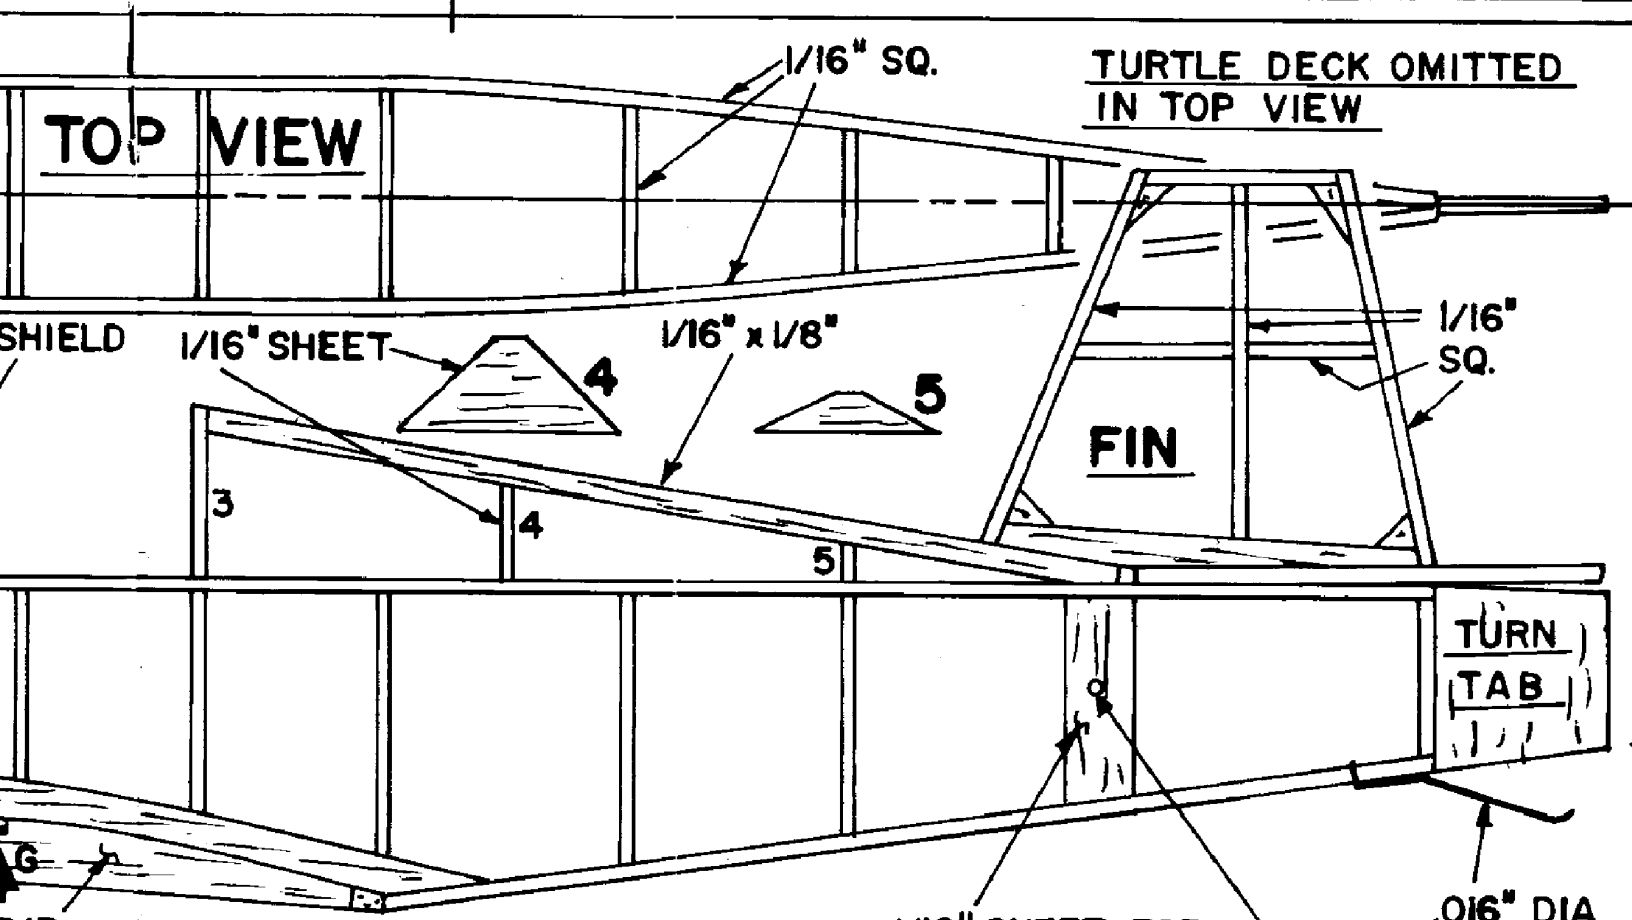 1/16" SQ.
TURTLE DECK OMITTED
IN TOP VIEW
TOP VIEW
SHIELD
1/16" SHEET
4
1/16" x 1/8"
5
1/16"
SQ.
FIN
3
4
5
TURN
TAB
G
.016" DIA